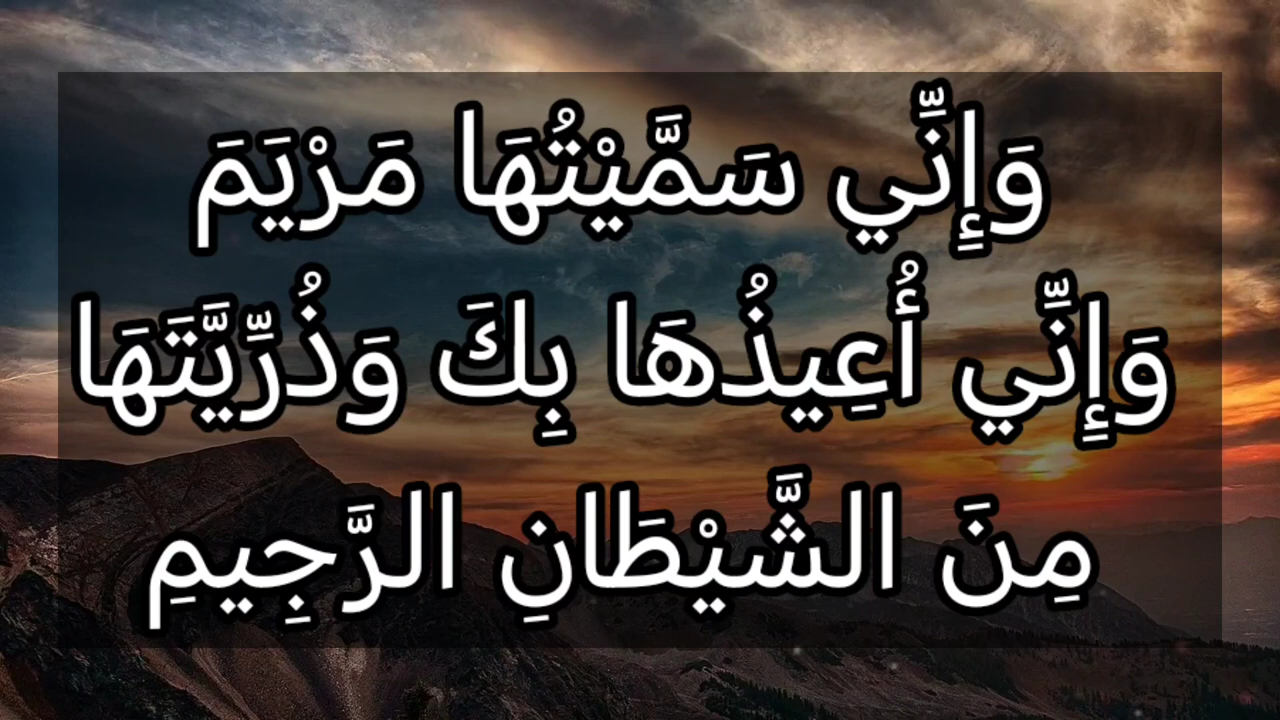 وَإِنِّي سَمَّيْتُهَا مَرْيَمَ
وَإِنِّي أُعِيذُهَا بِكَ وَذُرِّيَّتَهَا
مِنَ الشَّيْطَانِ الرَّجِيمِ